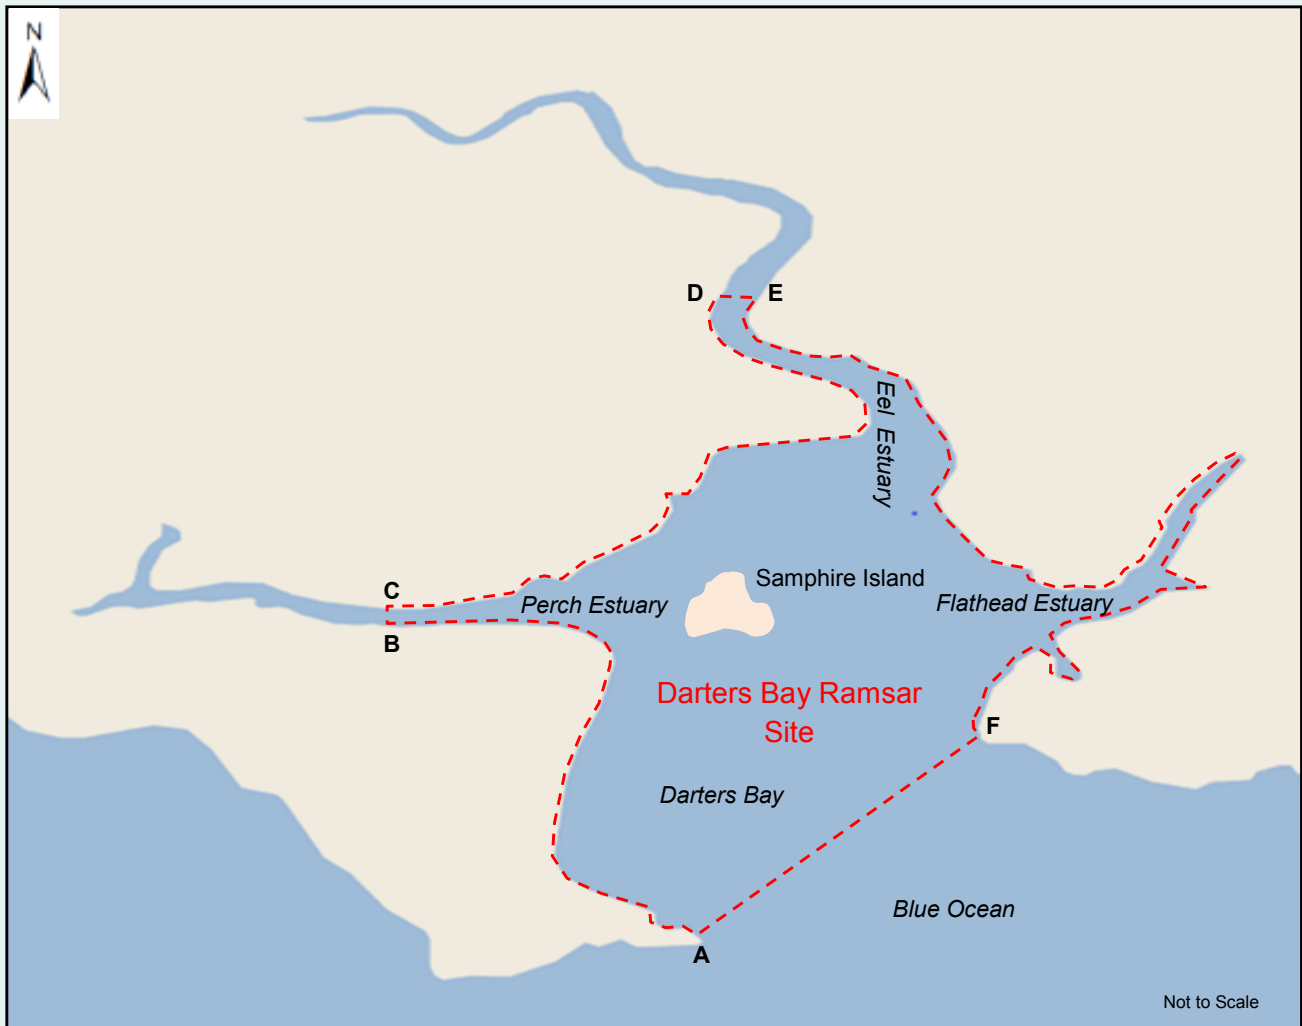 N
D
E
Eel Estuary
Samphire Island
C
Perch Estuary
Flathead Estuary
B
Darters Bay Ramsar
Site
F
Darters Bay
Blue Ocean
A
Not to Scale